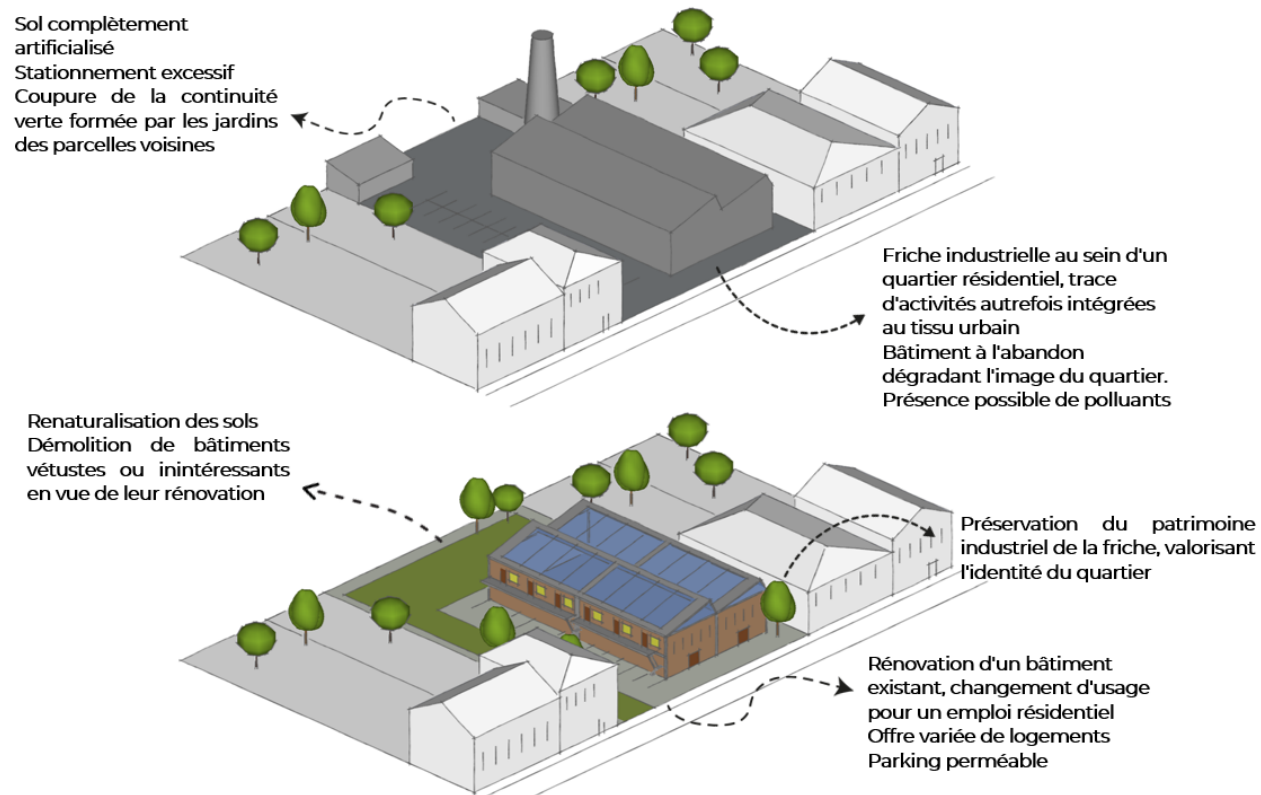 Sol complètement
artificialisé
Stationnement excessif
Coupure de la continuité
verte formée par les jardins
des parcelles voisines
Friche industrielle au sein d'un
quartier résidentiel, trace
d'activités autrefois intégrées
au tissu urbain
Bâtiment à l'abandon
dégradant l'image du quartier.
Présence possible de polluants
Renaturalisation des sols
Démolition de bâtiments
vétustes ou inintéressants
en vue de leur rénovation
Préservation du patrimoine
industriel de la friche, valorisant
l'identité du quartier
Rénovation d'un bâtiment
existant, changement d'usage
pour un emploi résidentiel
Offre variée de logements
Parking perméable